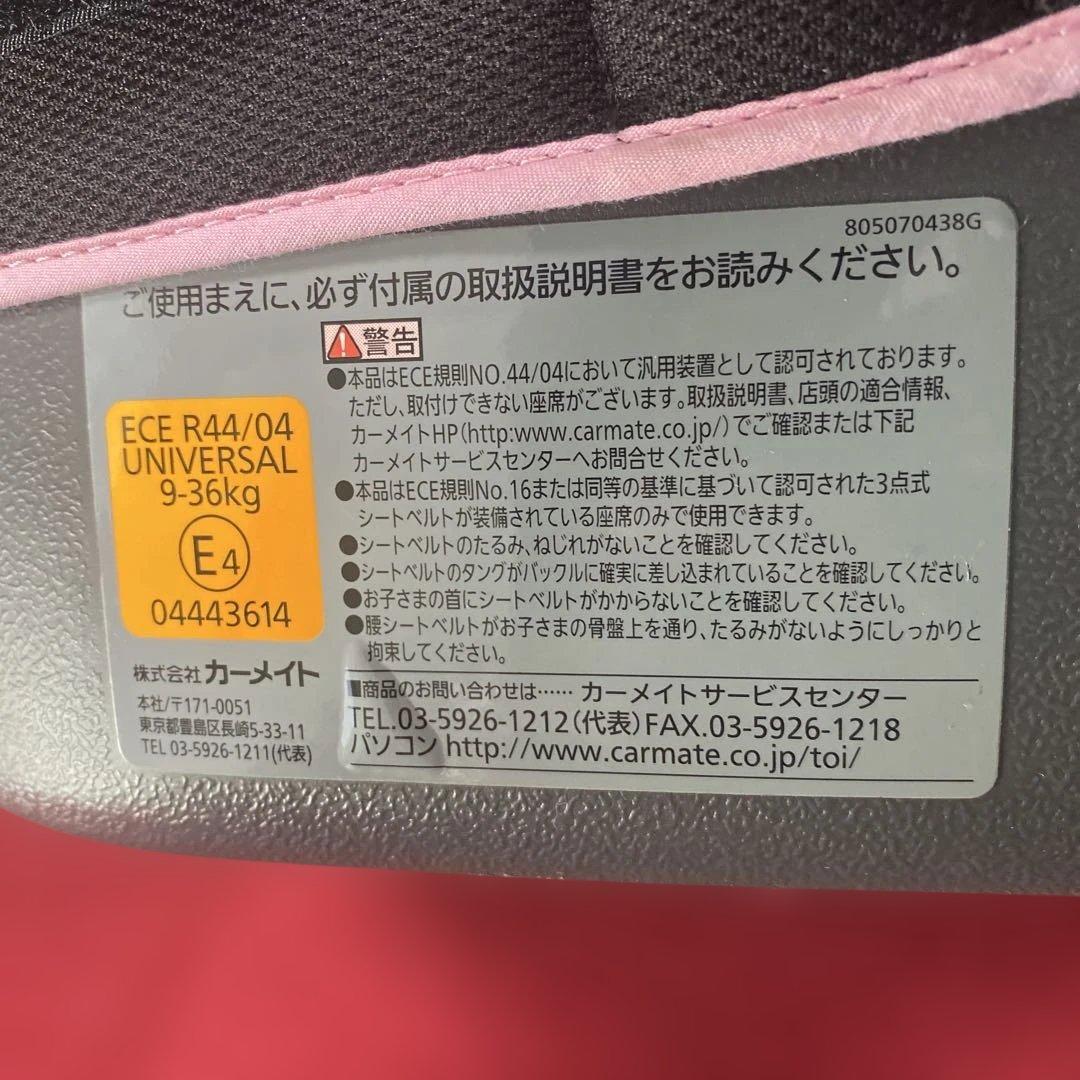 805070438G
ご使用まえに、必ず付属の取扱説明書をお読みください。
警告
●本品はECE規則NO.44/04において汎用装置として認可されております。
ただし、取付けできない座席がございます。取扱説明書、店頭の適合情報、
カーメイトHP(http:www.carmate.co.jp/)でご確認または下記
カーメイトサービスセンターへお問合せください。
●本品はECE規則No.16または同等の基準に基づいて認可された3点式
シートベルトが装備されている座席のみで使用できます。
●シートベルトのたるみ、ねじれがないことを確認してください。
●シートベルトのタングがバックルに確実に差し込まれていることを確認してください。
●お子さまの首にシートベルトがかからないことを確認してください。
●腰シートベルトがお子さまの骨盤上を通り、たるみがないようにしっかりと
拘束してください。
ECE R44/04
UNIVERSAL
9-36kg
E4
04443614
株式会社 カーメイト
本社/〒171-0051
東京都豊島区長崎5-33-11
TEL 03-5926-1211(代表)
■商品のお問い合わせは…… カーメイトサービスセンター
TEL.03-5926-1212(代表)FAX.03-5926-1218
パソコン http://www.carmate.co.jp/toi/